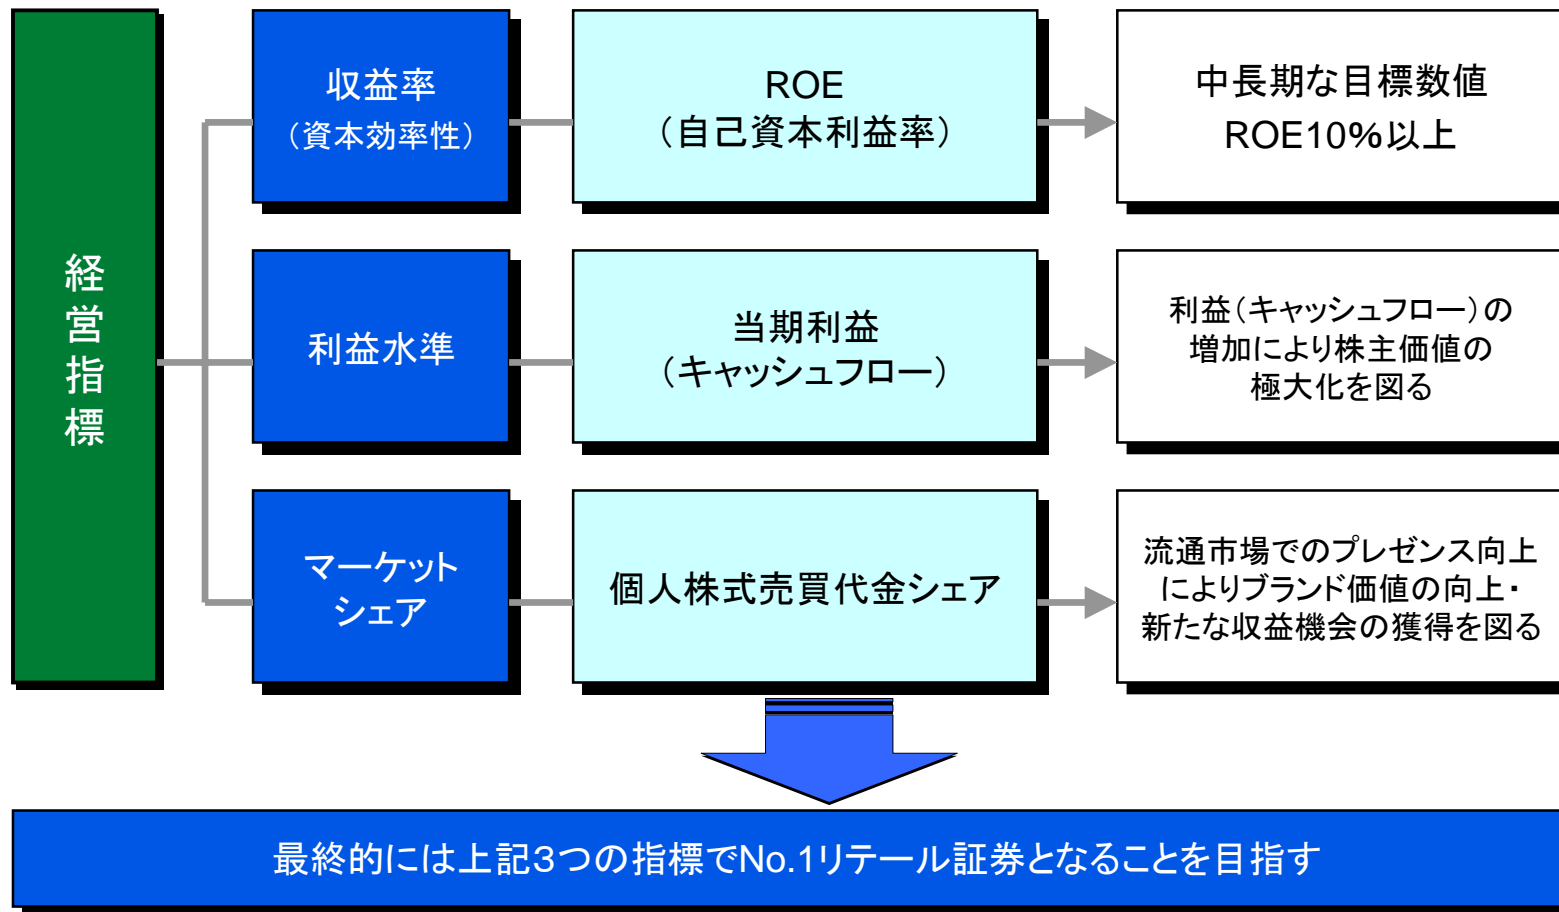 経営指標
収益率
（資本効率性）
ROE
（自己資本利益率）
中長期な目標数値
ROE10%以上
利益水準
当期利益
（キャッシュフロー）
利益（キャッシュフロー）の
増加により株主価値の
極大化を図る
マーケット
シェア
個人株式売買代金シェア
流通市場でのプレゼンス向上
によりブランド価値の向上・
新たな収益機会の獲得を図る
最終的には上記３つの指標でNo.1リテール証券となることを目指す